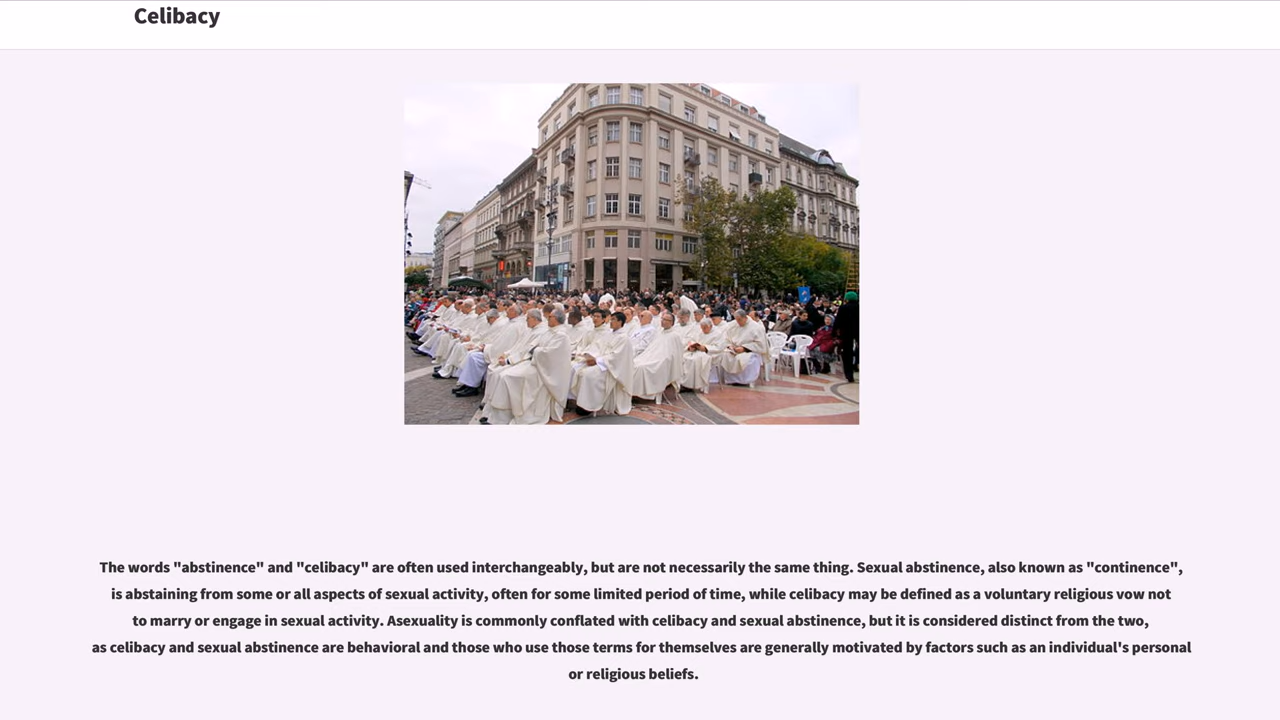 Celibacy
The words "abstinence" and "celibacy" are often used interchangeably, but are not necessarily the same thing. Sexual abstinence, also known as "continence",
is abstaining from some or all aspects of sexual activity, often for some limited period of time, while celibacy may be defined as a voluntary religious vow not
to marry or engage in sexual activity. Asexuality is commonly conflated with celibacy and sexual abstinence, but it is considered distinct from the two,
as celibacy and sexual abstinence are behavioral and those who use those terms for themselves are generally motivated by factors such as an individual's personal
or religious beliefs.